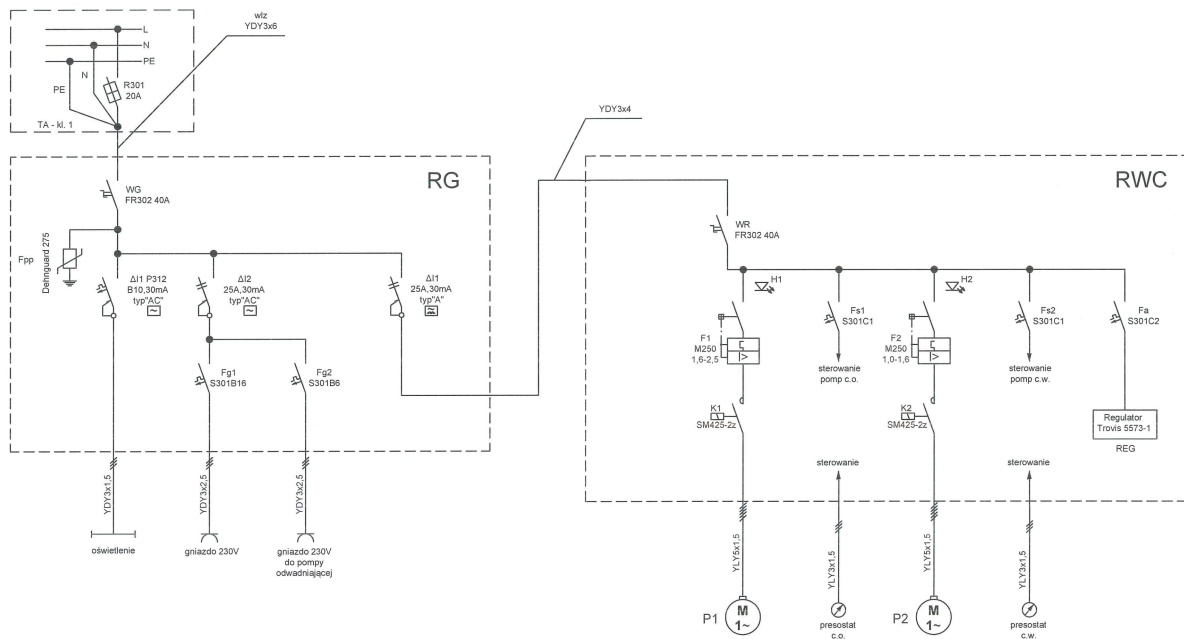 L
N
PE
N
PE
R301
20A
TA - kl. 1
wlz
YDY3x6
YDY3x4
RG
WG
FR302 40A
Fpp
Dehnguard 275
ΔI1 P312
B10,30mA
typ"AC"
ΔI2
25A,30mA
typ"AC"
ΔI1
25A,30mA
typ"A"
Fg1
S301B16
Fg2
S301B6
YDY3x1,5
YDY3x2,5
YDY3x2,5
oświetlenie
gniazdo 230V
gniazdo 230V
do pompy
odwadniającej
RWC
WR
FR302 40A
H1
H2
F1
M250
1,6-2,5
Fs1
S301C1
F2
M250
1,0-1,6
Fs2
S301C1
Fa
S301C2
sterowanie
pomp c.o.
sterowanie
pomp c.w.
K1
SM425-2z
K2
SM425-2z
Regulator
Trovis 5573-1
REG
sterowanie
sterowanie
YLY5x1,5
YLY3x1,5
YLY5x1,5
YLY3x1,5
P1
M
1~
presostat
c.o.
P2
M
1~
presostat
c.w.